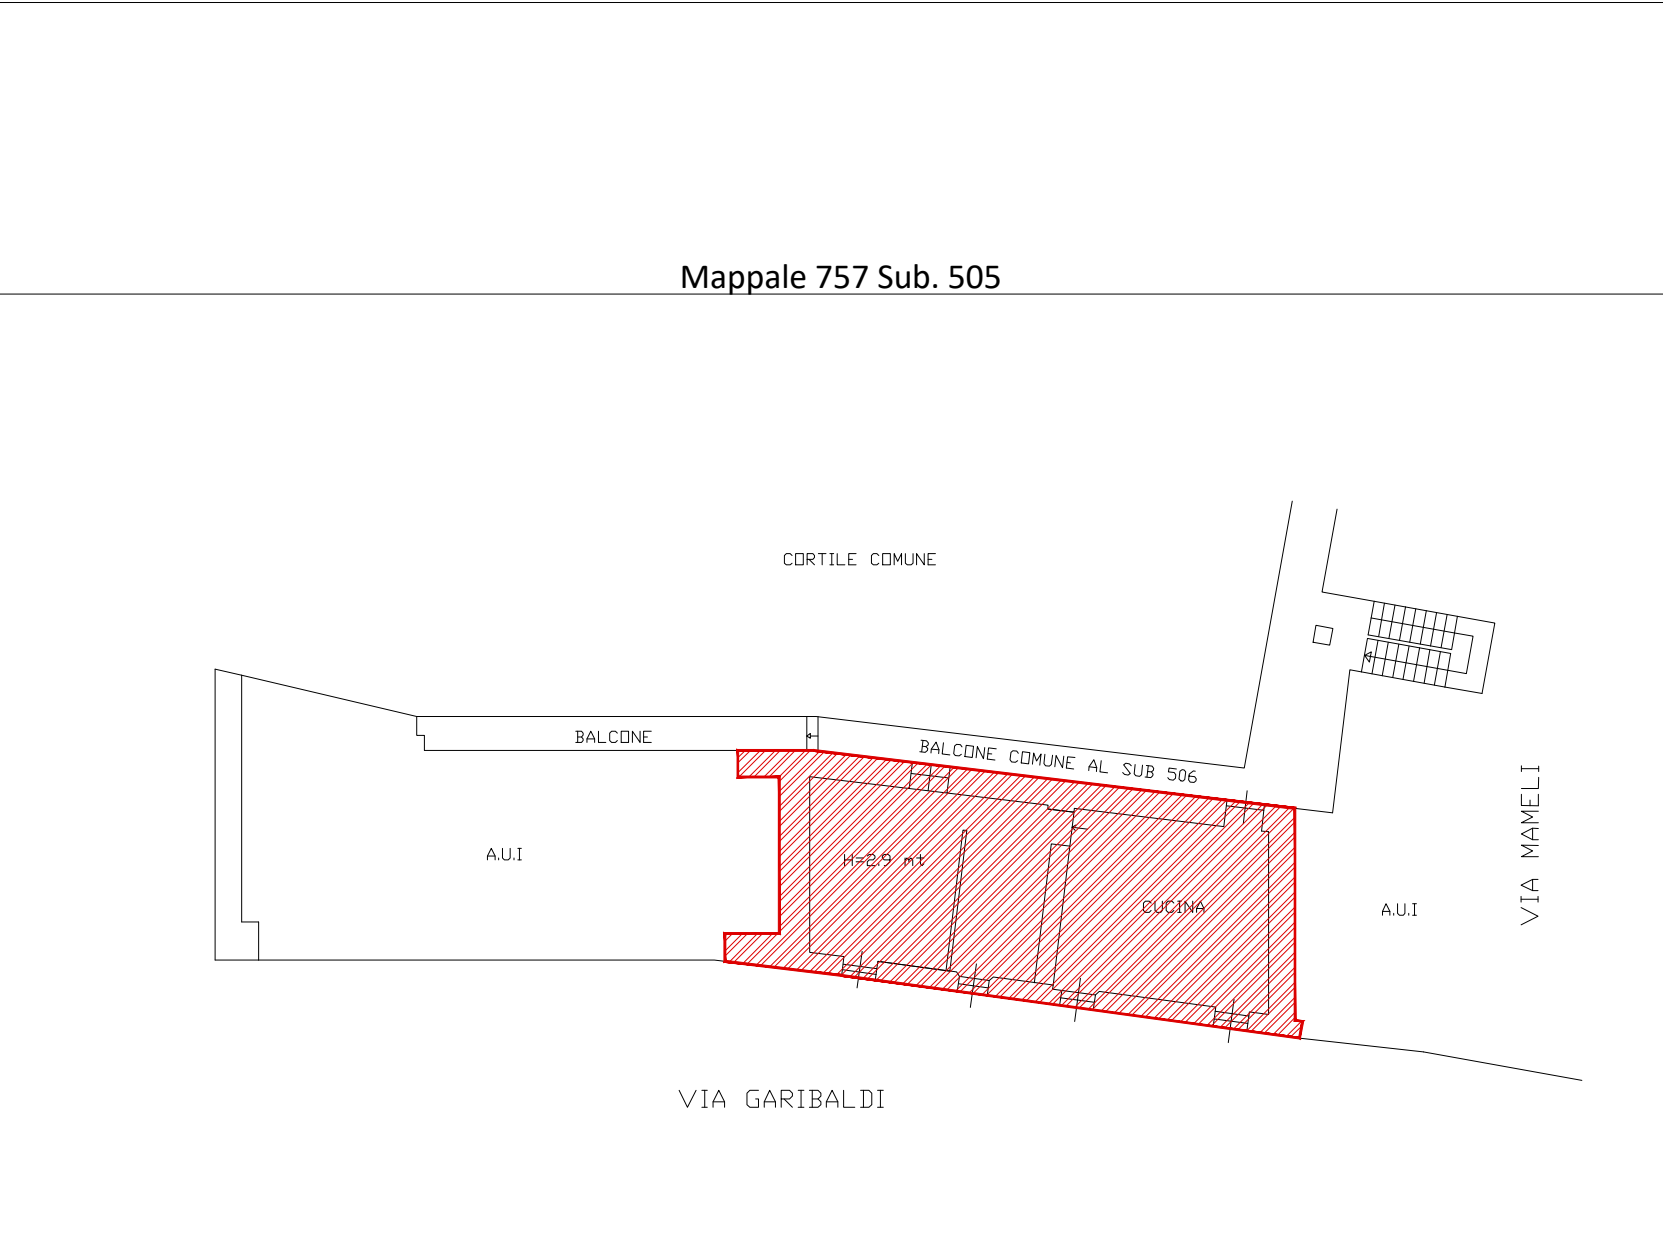 Mappale 757 Sub. 505
CORTILE COMUNE
BALCONE
BALCONE COMUNE AL SUB 506
A.U.I
H=2.9 mt
CUCINA
A.U.I
VIA MAMELI
VIA GARIBALDI